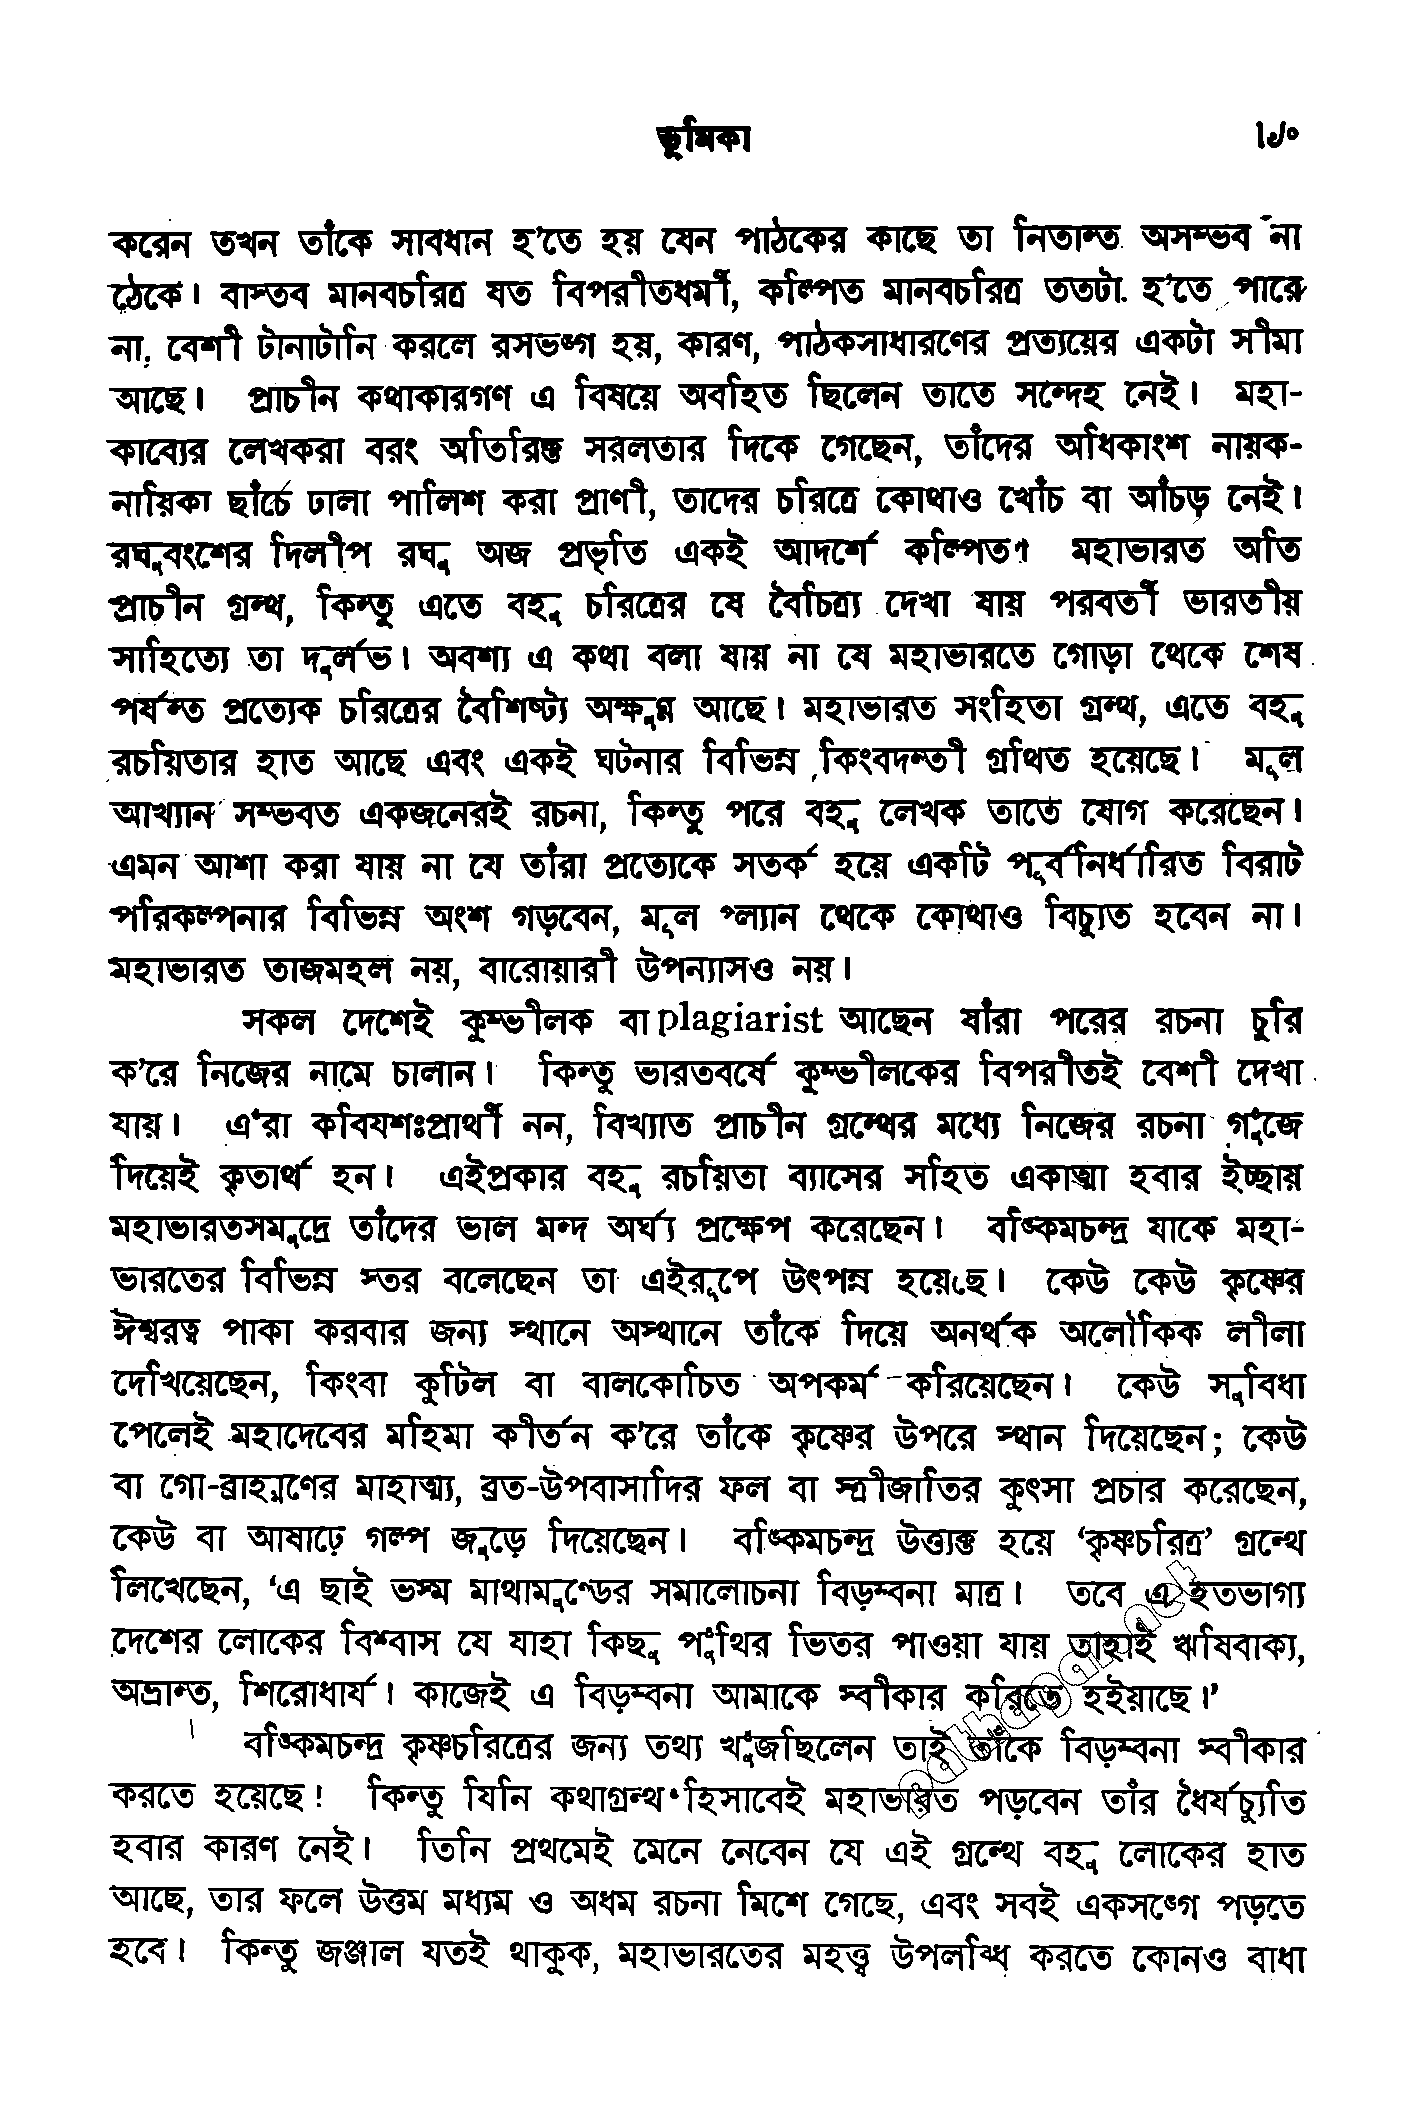 ভূমিকা ।৶৹
করেন তখন তাঁকে সাবধান হ'তে হয় যেন পাঠকের কাছে তা নিতান্ত অসম্ভব না
ঠেকে। বাস্তব মানবচরিত্র যত বিপরীতধর্মী, কল্পিত মানবচরিত্র ততটা হ'তে পারে
না, বেশী টানাটানি করলে রসভঙ্গ হয়, কারণ, পাঠকসাধারণের প্রত্যয়ের একটা সীমা
আছে। প্রাচীন কথাকারগণ এ বিষয়ে অবহিত ছিলেন তাতে সন্দেহ নেই। মহা-
কাব্যের লেখকরা বরং অতিরিক্ত সরলতার দিকে গেছেন, তাঁদের অধিকাংশ নায়ক-
নায়িকা ছাঁচে ঢালা পালিশ করা প্রাণী, তাদের চরিত্রে কোথাও খোঁচ বা আঁচড় নেই।
রঘুবংশের দিলীপ রঘু অজ প্রভৃতি একই আদর্শে কল্পিত। মহাভারত অতি
প্রাচীন গ্রন্থ, কিন্তু এতে বহু চরিত্রের যে বৈচিত্র্য দেখা যায় পরবর্তী ভারতীয়
সাহিত্যে তা দুর্লভ। অবশ্য এ কথা বলা যায় না যে মহাভারতে গোড়া থেকে শেষ
পর্যন্ত প্রত্যেক চরিত্রের বৈশিষ্ট্য অক্ষুণ্ণ আছে। মহাভারত সংহিতা গ্রন্থ, এতে বহু
রচয়িতার হাত আছে এবং একই ঘটনার বিভিন্ন কিংবদন্তী গ্রথিত হয়েছে। মূল
আখ্যান সম্ভবত একজনেরই রচনা, কিন্তু পরে বহু লেখক তাতে যোগ করেছেন।
এমন আশা করা যায় না যে তাঁরা প্রত্যেকে সতর্ক হয়ে একটি পূর্বনির্ধারিত বিরাট
পরিকল্পনার বিভিন্ন অংশ গড়বেন, মূল প্ল্যান থেকে কোথাও বিচ্যুত হবেন না।
মহাভারত তাজমহল নয়, বারোয়ারী উপন্যাসও নয়।
সকল দেশেই কুম্ভীলক বা plagiarist আছেন যাঁরা পরের রচনা চুরি
ক'রে নিজের নামে চালান। কিন্তু ভারতবর্ষে কুম্ভীলকের বিপরীতই বেশী দেখা
যায়। এ'রা কবিযশঃপ্রার্থী নন, বিখ্যাত প্রাচীন গ্রন্থের মধ্যে নিজের রচনা গুঁজে
দিয়েই কৃতার্থ হন। এইপ্রকার বহু রচয়িতা ব্যাসের সহিত একাত্মা হবার ইচ্ছায়
মহাভারতসমুদ্রে তাঁদের ভাল মন্দ অর্ঘ্য প্রক্ষেপ করেছেন। বঙ্কিমচন্দ্র যাকে মহা-
ভারতের বিভিন্ন স্তর বলেছেন তা এইরূপে উৎপন্ন হয়েছে। কেউ কেউ কৃষ্ণের
ঈশ্বরত্ব পাকা করবার জন্য স্থানে অস্থানে তাঁকে দিয়ে অনর্থক অলৌকিক লীলা
দেখিয়েছেন, কিংবা কুটিল বা বালকোচিত অপকর্ম করিয়েছেন। কেউ সুবিধা
পেলেই মহাদেবের মহিমা কীর্তন ক'রে তাঁকে কৃষ্ণের উপরে স্থান দিয়েছেন; কেউ
বা গো-ব্রাহ্মণের মাহাত্ম্য, ব্রত-উপবাসাদির ফল বা স্ত্রীজাতির কুৎসা প্রচার করেছেন,
কেউ বা আষাঢ়ে গল্প জুড়ে দিয়েছেন। বঙ্কিমচন্দ্র উত্ত্যক্ত হয়ে ‘কৃষ্ণচরিত্র’ গ্রন্থে
লিখেছেন, ‘এ ছাই ভস্ম মাথামুণ্ডের সমালোচনা বিড়ম্বনা মাত্র। তবে এ হতভাগ্য
দেশের লোকের বিশ্বাস যে যাহা কিছু পুঁথির ভিতর পাওয়া যায় তাহাই ঋষিবাক্য,
অভ্রান্ত, শিরোধার্য। কাজেই এ বিড়ম্বনা আমাকে স্বীকার করিতে হইয়াছে।’
বঙ্কিমচন্দ্র কৃষ্ণচরিত্রের জন্য তথ্য খুঁজছিলেন তাই তাঁকে বিড়ম্বনা স্বীকার
করতে হয়েছে! কিন্তু যিনি কথাগ্রন্থ হিসাবেই মহাভারত পড়বেন তাঁর ধৈর্যচ্যুতি
হবার কারণ নেই। তিনি প্রথমেই মেনে নেবেন যে এই গ্রন্থে বহু লোকের হাত
আছে, তার ফলে উত্তম মধ্যম ও অধম রচনা মিশে গেছে, এবং সবই একসঙ্গে পড়তে
হবে। কিন্তু জঞ্জাল যতই থাকুক, মহাভারতের মহত্ত্ব উপলব্ধি করতে কোনও বাধা
pathagar.net